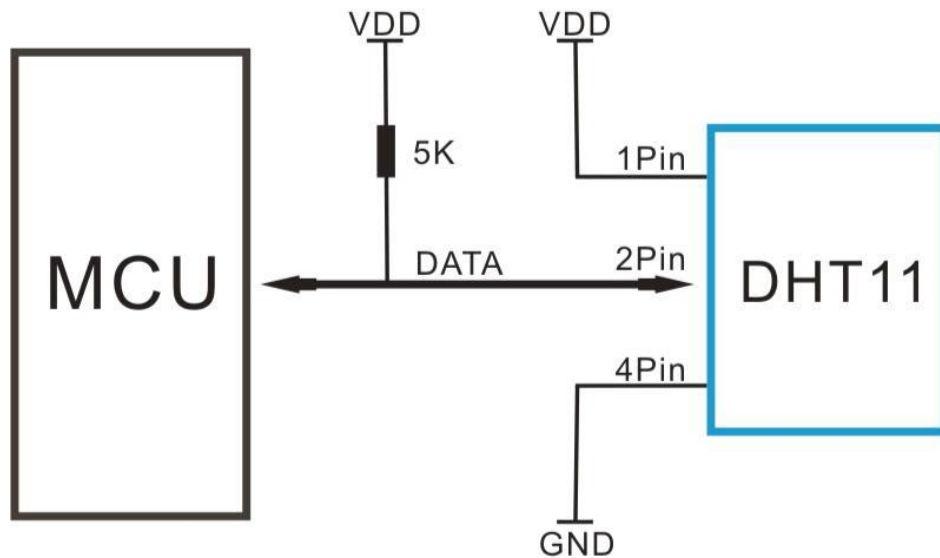 VDD
VDD
5K
1Pin
MCU
DATA
2Pin
DHT11
4Pin
GND